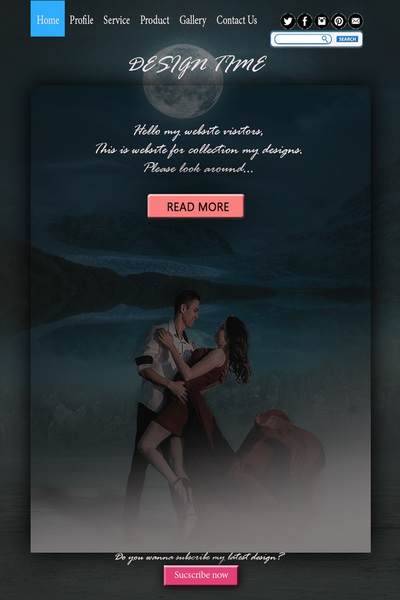 Home Profile Service Product Gallery Contact Us
SEARCH
DESIGN TIME
Hello my website visitors,
This is website for collection my designs.
Please look around...
READ MORE
Do you wanna subcribe my latest design?
Sucscribe now